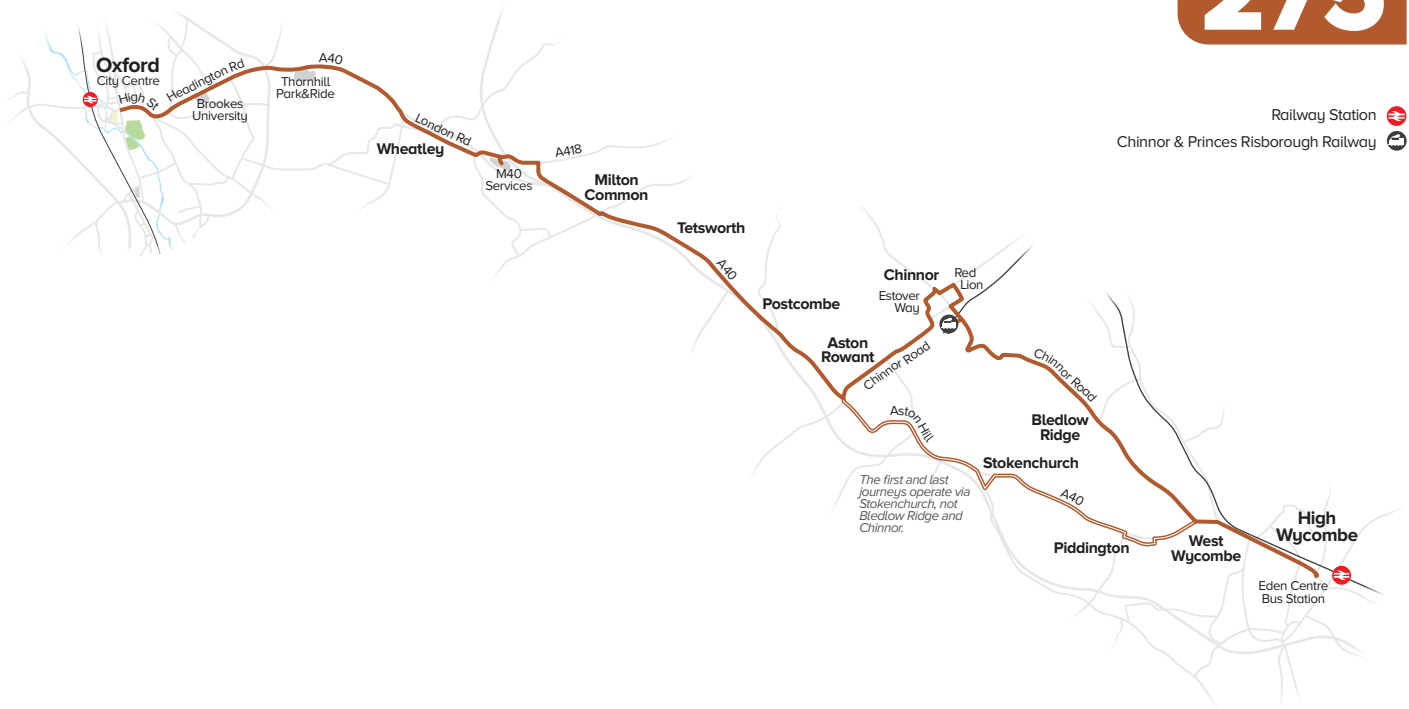 275
Railway Station
Chinnor & Princes Risborough Railway
Oxford
City Centre
High St
Headington Rd
Brookes
University
A40
Thornhill
Park&Ride
London Rd
Wheatley
M40
Services
A418
Milton
Common
Tetsworth
A40
Postcombe
Aston
Rowant
Chinnor Road
Chinnor
Estover
Way
Red
Lion
Chinnor Road
Bledlow
Ridge
Aston Hill
Stokenchurch
The first and last
journeys operate via
Stokenchurch, not
Bledlow Ridge and
Chinnor.
A40
Piddington
West
Wycombe
High
Wycombe
Eden Centre
Bus Station